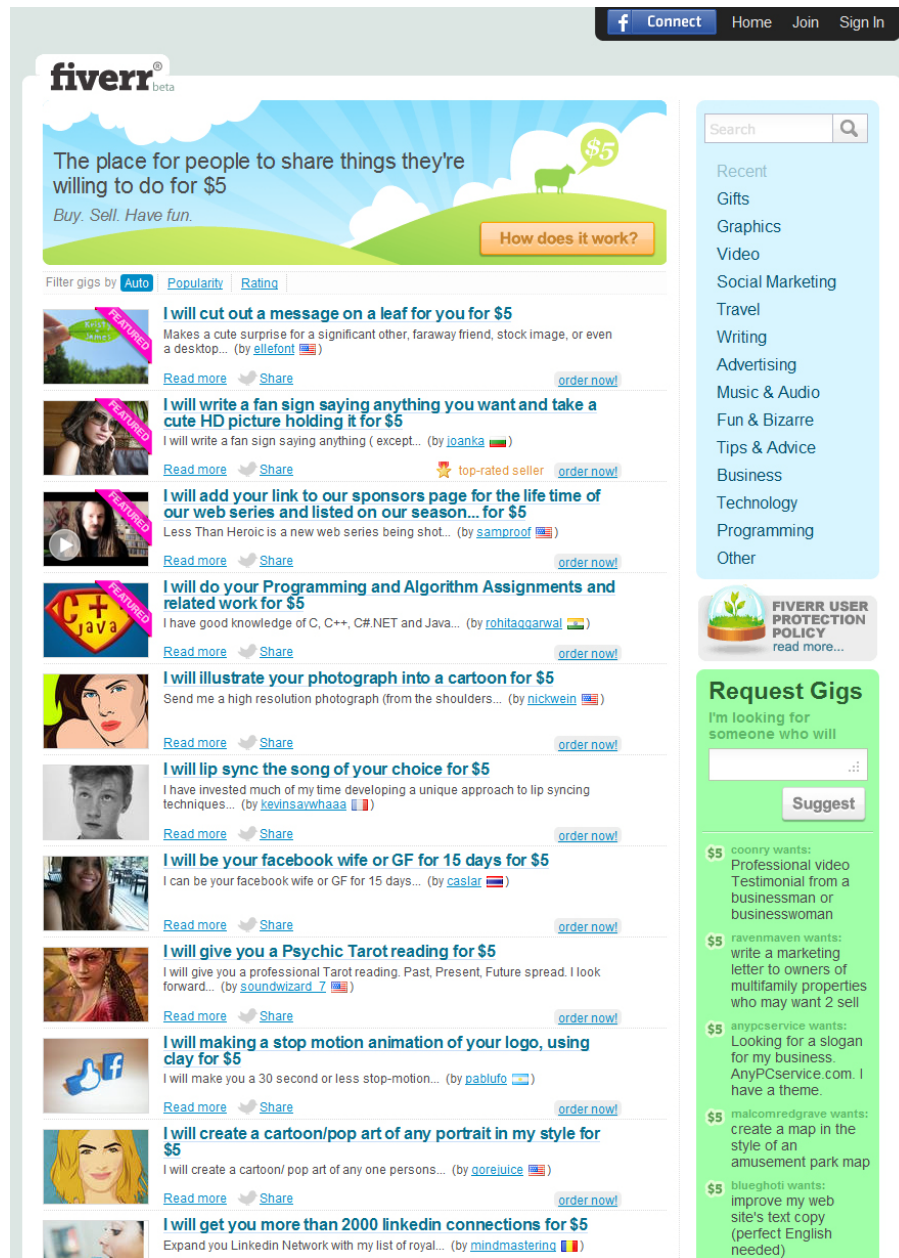 f Connect Home Join Sign In
fiverr®
beta
The place for people to share things they're
willing to do for $5
Buy. Sell. Have fun.
$5
How does it work?
Filter gigs by Auto Popularity Rating
FEATURED
I will cut out a message on a leaf for you for $5
Makes a cute surprise for a significant other, faraway friend, stock image, or even
a desktop... (by ellefont )
Read more Share order now!
FEATURED
I will write a fan sign saying anything you want and take a
cute HD picture holding it for $5
I will write a fan sign saying anything ( except... (by joanka )
Read more Share top-rated seller order now!
FEATURED
I will add your link to our sponsors page for the life time of
our web series and listed on our season... for $5
Less Than Heroic is a new web series being shot... (by samproof )
Read more Share order now!
FEATURED
C++
Java
I will do your Programming and Algorithm Assignments and
related work for $5
I have good knowledge of C, C++, C#.NET and Java... (by rohitaggarwal )
Read more Share order now!
I will illustrate your photograph into a cartoon for $5
Send me a high resolution photograph (from the shoulders... (by nickwein )
Read more Share order now!
I will lip sync the song of your choice for $5
I have invested much of my time developing a unique approach to lip syncing
techniques... (by kevinsaywhaaa )
Read more Share order now!
I will be your facebook wife or GF for 15 days for $5
I can be your facebook wife or GF for 15 days... (by caslar )
Read more Share order now!
I will give you a Psychic Tarot reading for $5
I will give you a professional Tarot reading. Past, Present, Future spread. I look
forward... (by soundwizard_7 )
Read more Share order now!
f
I will making a stop motion animation of your logo, using
clay for $5
I will make you a 30 second or less stop-motion... (by pablufo )
Read more Share order now!
I will create a cartoon/pop art of any portrait in my style for
$5
I will create a cartoon/ pop art of any one persons... (by gorejuice )
Read more Share order now!
I will get you more than 2000 linkedin connections for $5
Expand you Linkedin Network with my list of royal... (by mindmastering )
Search
Recent
Gifts
Graphics
Video
Social Marketing
Travel
Writing
Advertising
Music & Audio
Fun & Bizarre
Tips & Advice
Business
Technology
Programming
Other
FIVERR USER
PROTECTION
POLICY
read more...
Request Gigs
I'm looking for
someone who will
Suggest
$5 coonry wants:
Professional video
Testimonial from a
businessman or
businesswoman
$5 ravenmaven wants:
write a marketing
letter to owners of
multifamily properties
who may want 2 sell
$5 anypcservice wants:
Looking for a slogan
for my business.
AnyPCservice.com. I
have a theme.
$5 malcomredgrave wants:
create a map in the
style of an
amusement park map
$5 blueghoti wants:
improve my web
site's text copy
(perfect English
needed)